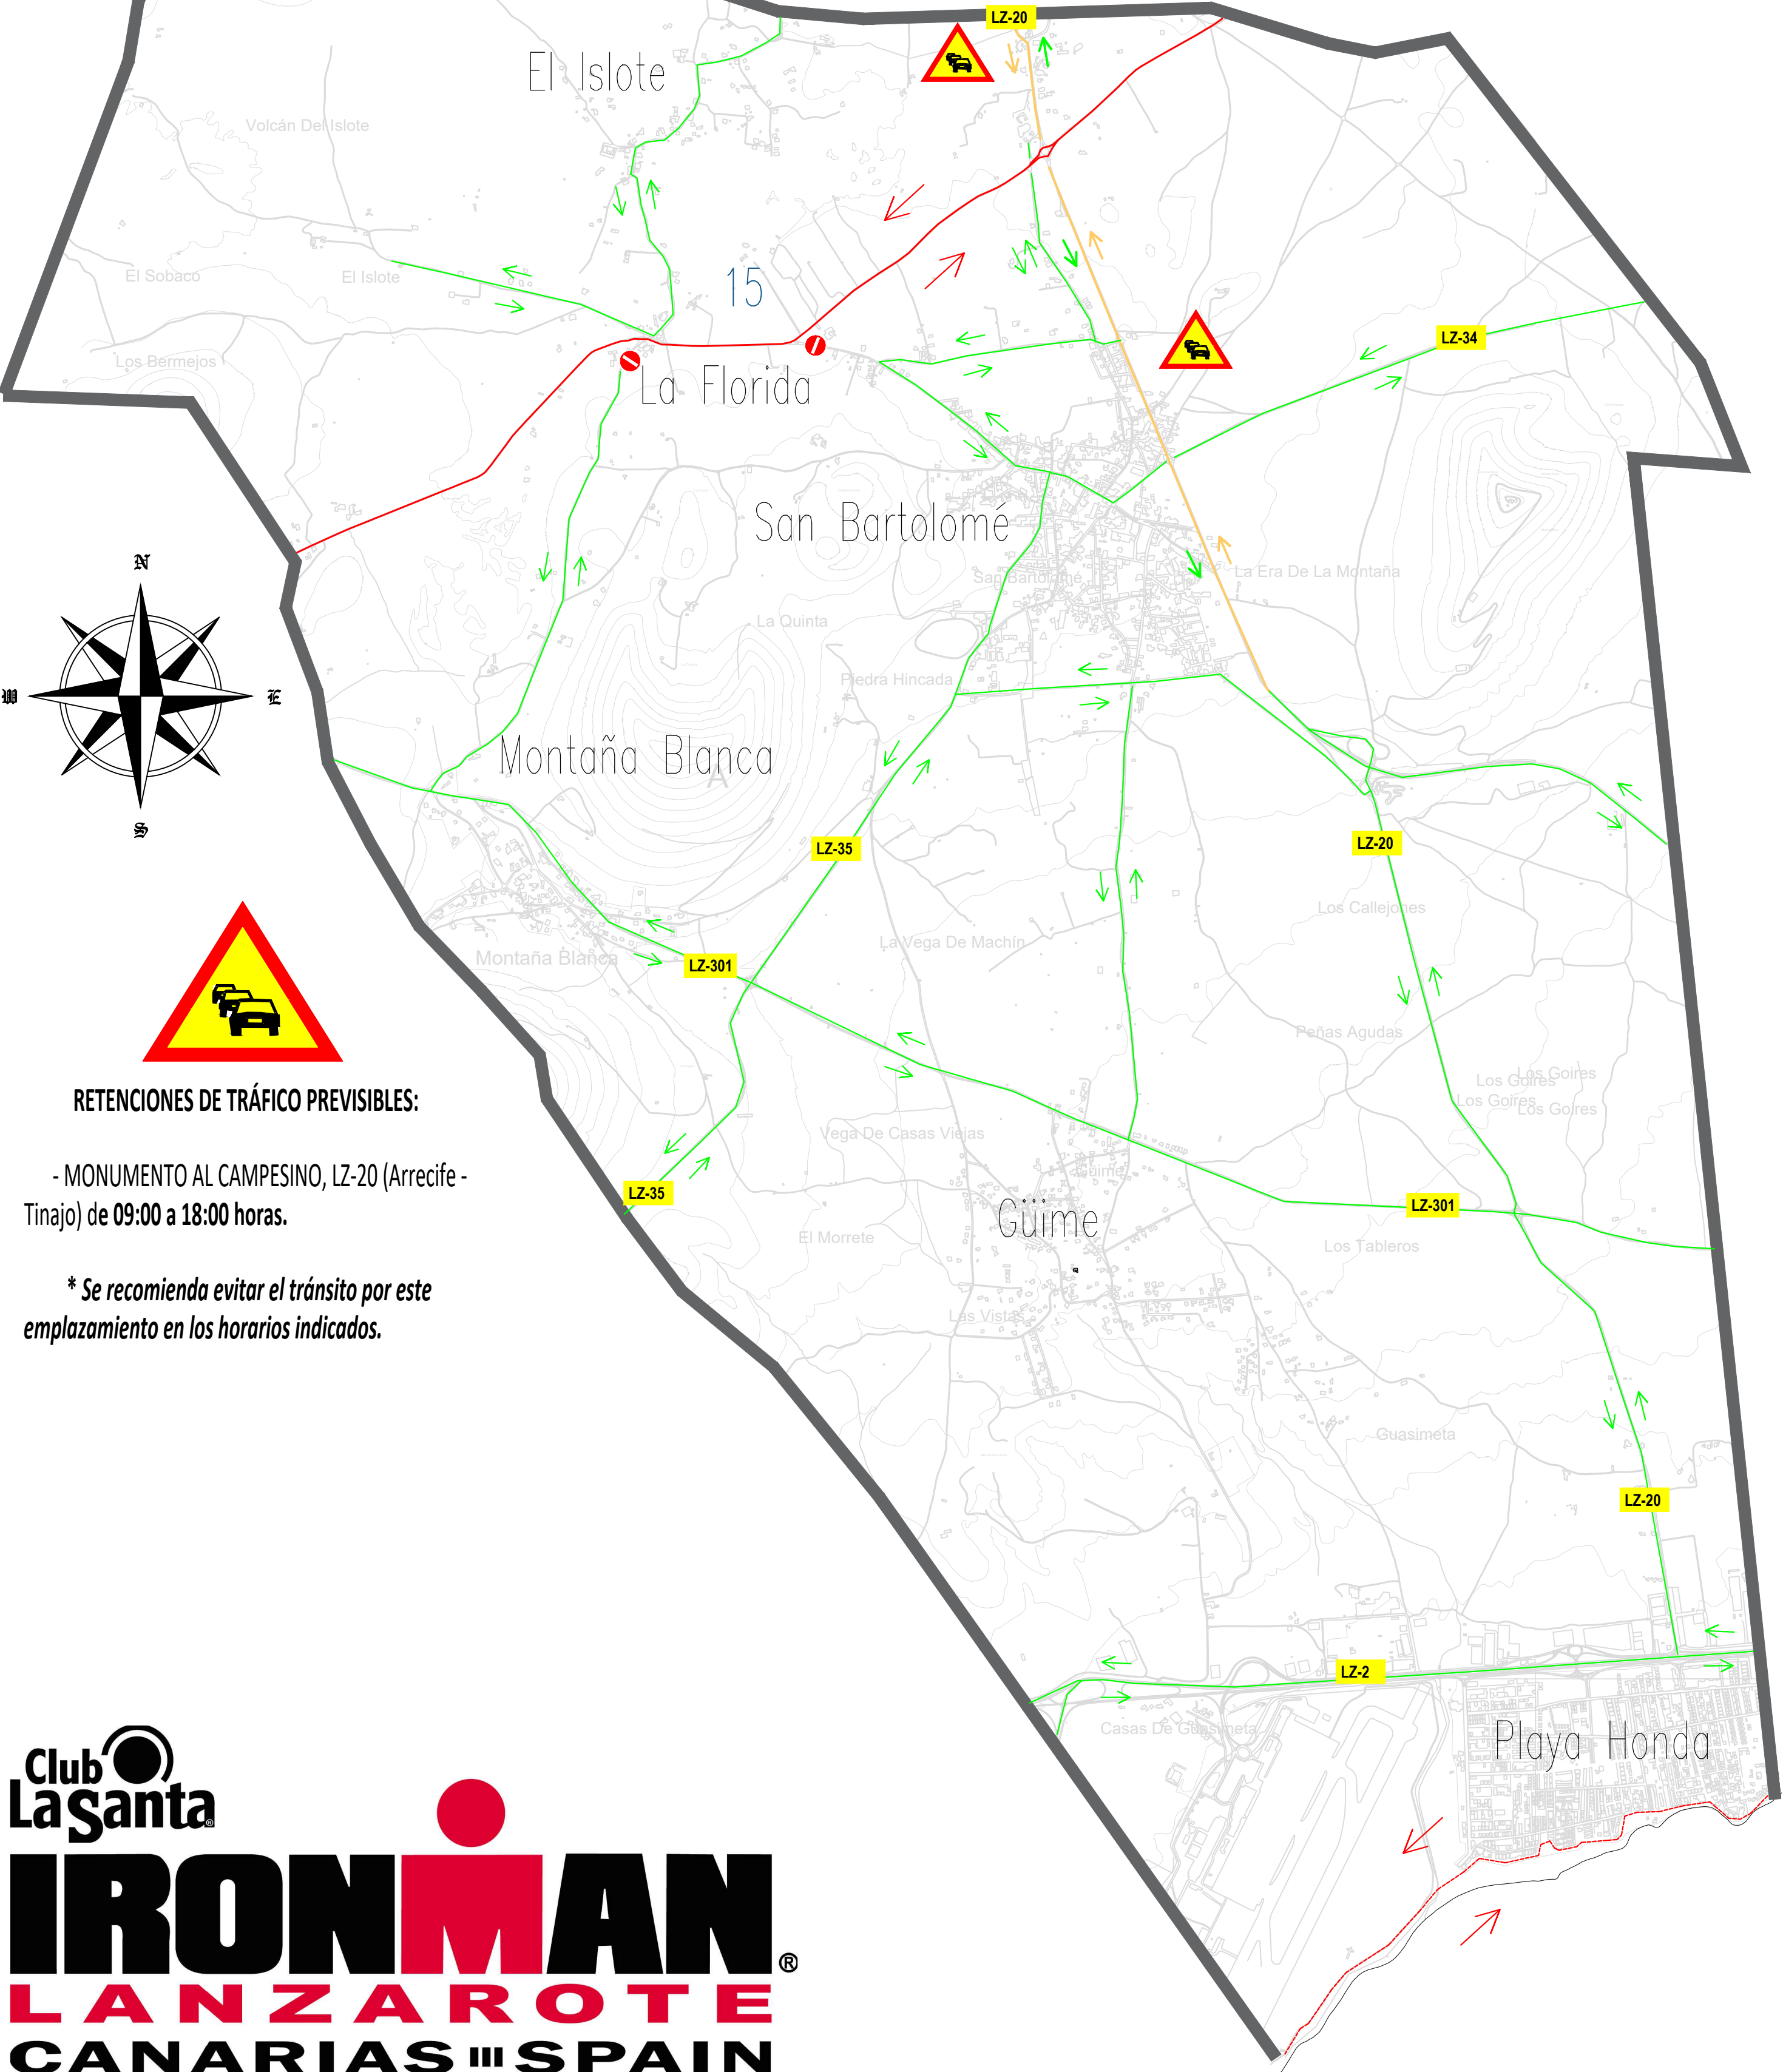 LZ-20
El Islote
Volcán Del Islote
El Sobaco
El Islote
15
LZ-34
Los Bermejos
La Florida
San Bartolomé
San Bartolomé
La Era De La Montaña
N
W
E
S
La Quinta
Piedra Hincada
Montaña Blanca
A
LZ-35
LZ-20
Los Callejones
La Vega De Machín
Montaña Blanca
LZ-301
Peñas Agudas
Los Goires
Los Goires
Los Goires
Los Goires
RETENCIONES DE TRÁFICO PREVISIBLES:
- MONUMENTO AL CAMPESINO, LZ-20 (Arrecife -
Tinajo) de 09:00 a 18:00 horas.
* Se recomienda evitar el tránsito por este
emplazamiento en los horarios indicados.
Vega De Casas Viejas
Güime
LZ-35
Güime
LZ-301
El Morrete
Los Tableros
Las Vistas
Guasimeta
LZ-20
LZ-2
Casas De Guasimeta
Playa Honda
Club
LaSanta®
IRONMAN®
LANZAROTE
CANARIAS SPAIN